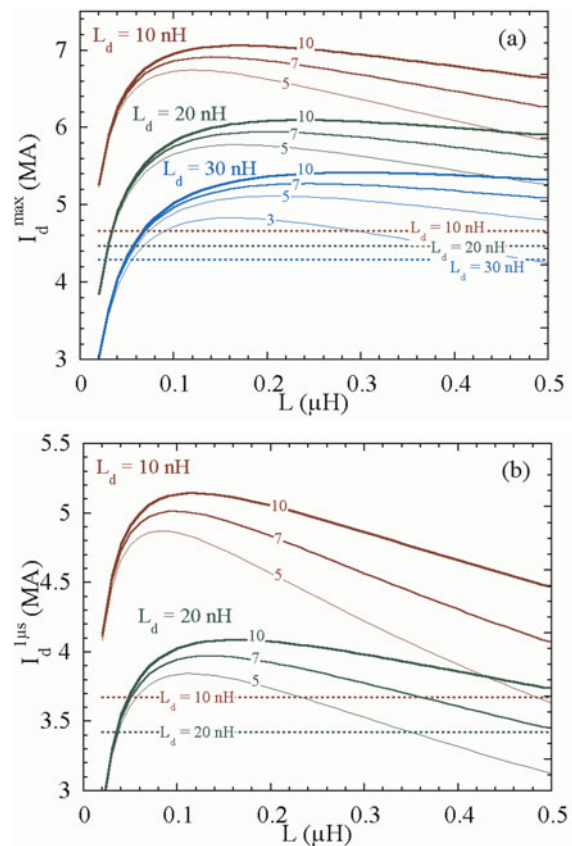 (a)
L_d = 10 nH
7
10
7
5
L_d = 20 nH
10
7
5
6
L_d = 30 nH
10
7
5
5
3
L_d = 10 nH
L_d = 20 nH
L_d = 30 nH
4
3
I_d^max (MA)
0 0.1 0.2 0.3 0.4 0.5
L (µH)
5.5
L_d = 10 nH
(b)
10
5
7
5
4.5
L_d = 20 nH
10
4
7
5
L_d = 10 nH
3.5
L_d = 20 nH
3
I_d^1µs (MA)
0 0.1 0.2 0.3 0.4 0.5
L (µH)